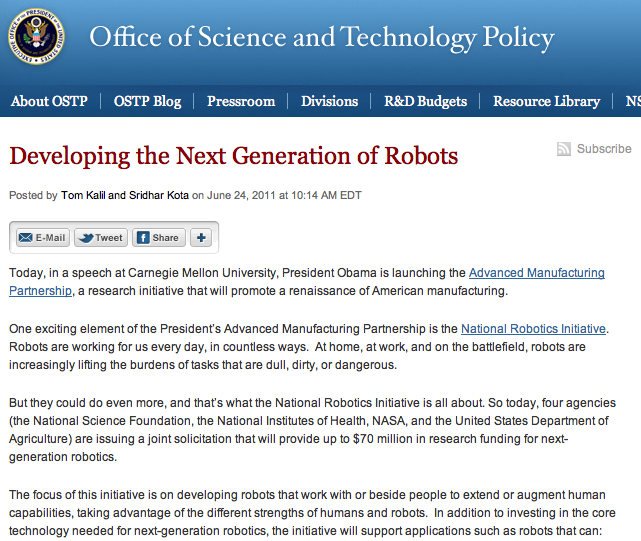 Office of Science and Technology Policy
About OSTP OSTP Blog Pressroom Divisions R&D Budgets Resource Library NS
Developing the Next Generation of Robots
Subscribe
Posted by Tom Kalil and Sridhar Kota on June 24, 2011 at 10:14 AM EDT
E-Mail Tweet Share +
Today, in a speech at Carnegie Mellon University, President Obama is launching the Advanced Manufacturing
Partnership, a research initiative that will promote a renaissance of American manufacturing.
One exciting element of the President's Advanced Manufacturing Partnership is the National Robotics Initiative.
Robots are working for us every day, in countless ways.  At home, at work, and on the battlefield, robots are
increasingly lifting the burdens of tasks that are dull, dirty, or dangerous.
But they could do even more, and that's what the National Robotics Initiative is all about. So today, four agencies
(the National Science Foundation, the National Institutes of Health, NASA, and the United States Department of
Agriculture) are issuing a joint solicitation that will provide up to $70 million in research funding for next-
generation robotics.
The focus of this initiative is on developing robots that work with or beside people to extend or augment human
capabilities, taking advantage of the different strengths of humans and robots.  In addition to investing in the core
technology needed for next-generation robotics, the initiative will support applications such as robots that can: